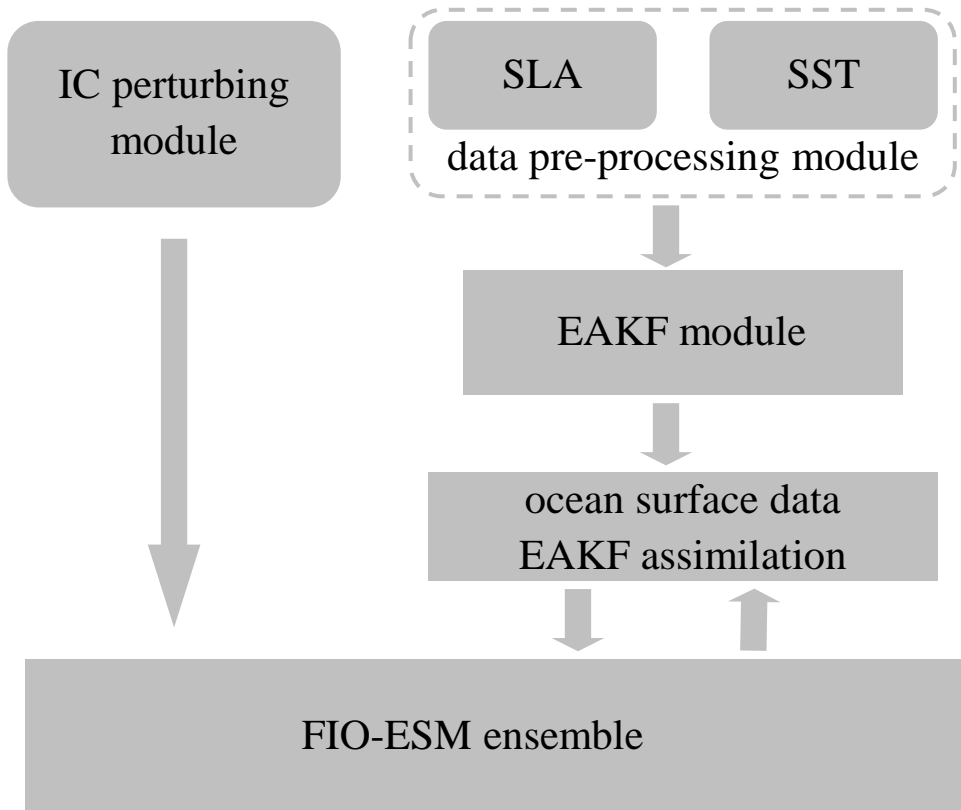 IC perturbing
module
SLA
SST
data pre-processing module
EAKF module
ocean surface data
EAKF assimilation
FIO-ESM ensemble